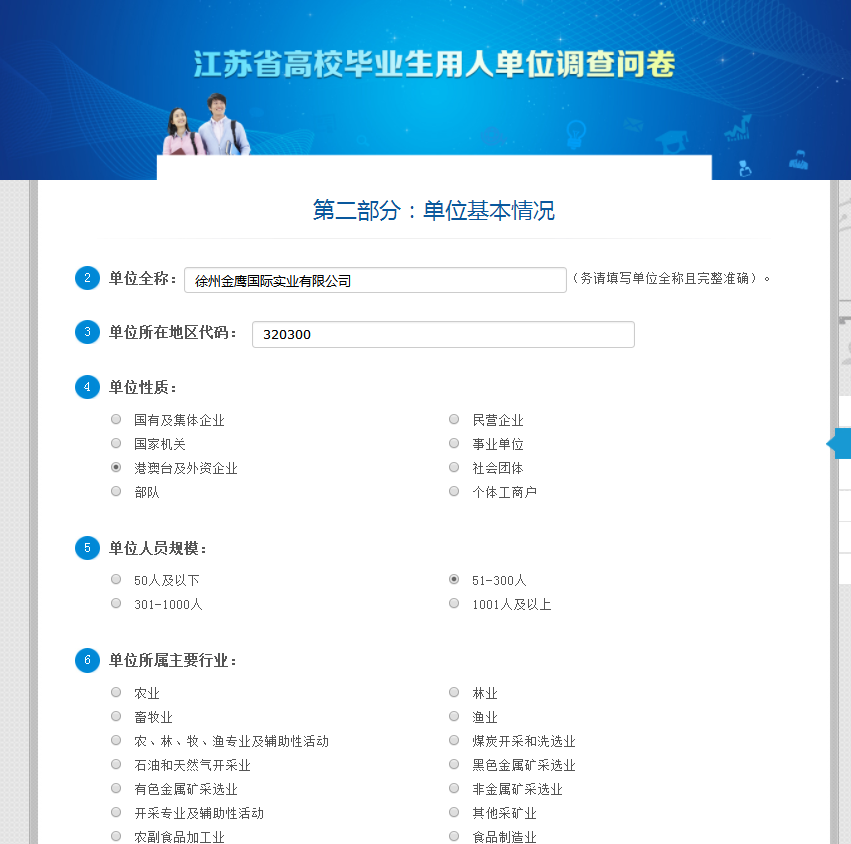 江苏省高校毕业生用人单位调查问卷
第二部分：单位基本情况
2 单位全称： 徐州金鹰国际实业有限公司 （务请填写单位全称且完整准确）。
3 单位所在地区代码： 320300
4 单位性质：
国有及集体企业 民营企业
国家机关 事业单位
港澳台及外资企业 社会团体
部队 个体工商户
5 单位人员规模：
50人及以下 51-300人
301-1000人 1001人及以上
6 单位所属主要行业：
农业 林业
畜牧业 渔业
农、林、牧、渔专业及辅助性活动 煤炭开采和洗选业
石油和天然气开采业 黑色金属矿采选业
有色金属矿采选业 非金属矿采选业
开采专业及辅助性活动 其他采矿业
农副食品加工业 食品制造业